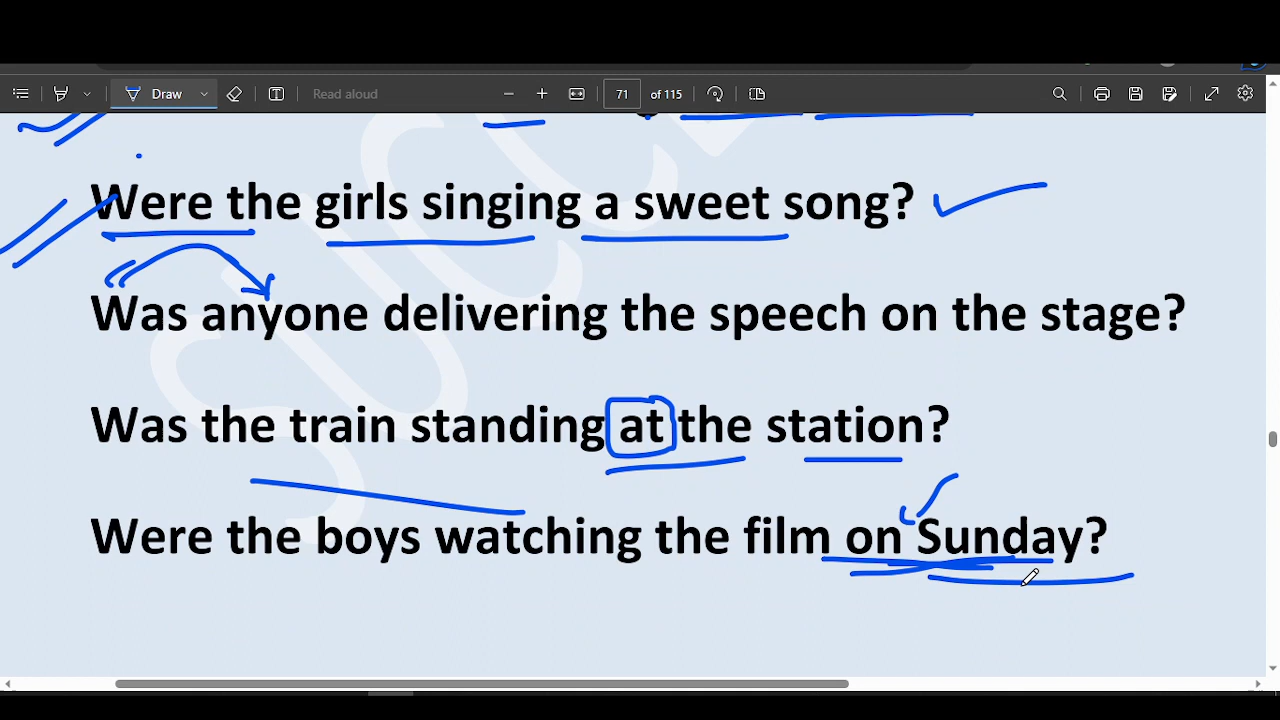 Draw
Read aloud
71 of 115
Were the girls singing a sweet song?
Was anyone delivering the speech on the stage?
Was the train standing at the station?
Were the boys watching the film on Sunday?